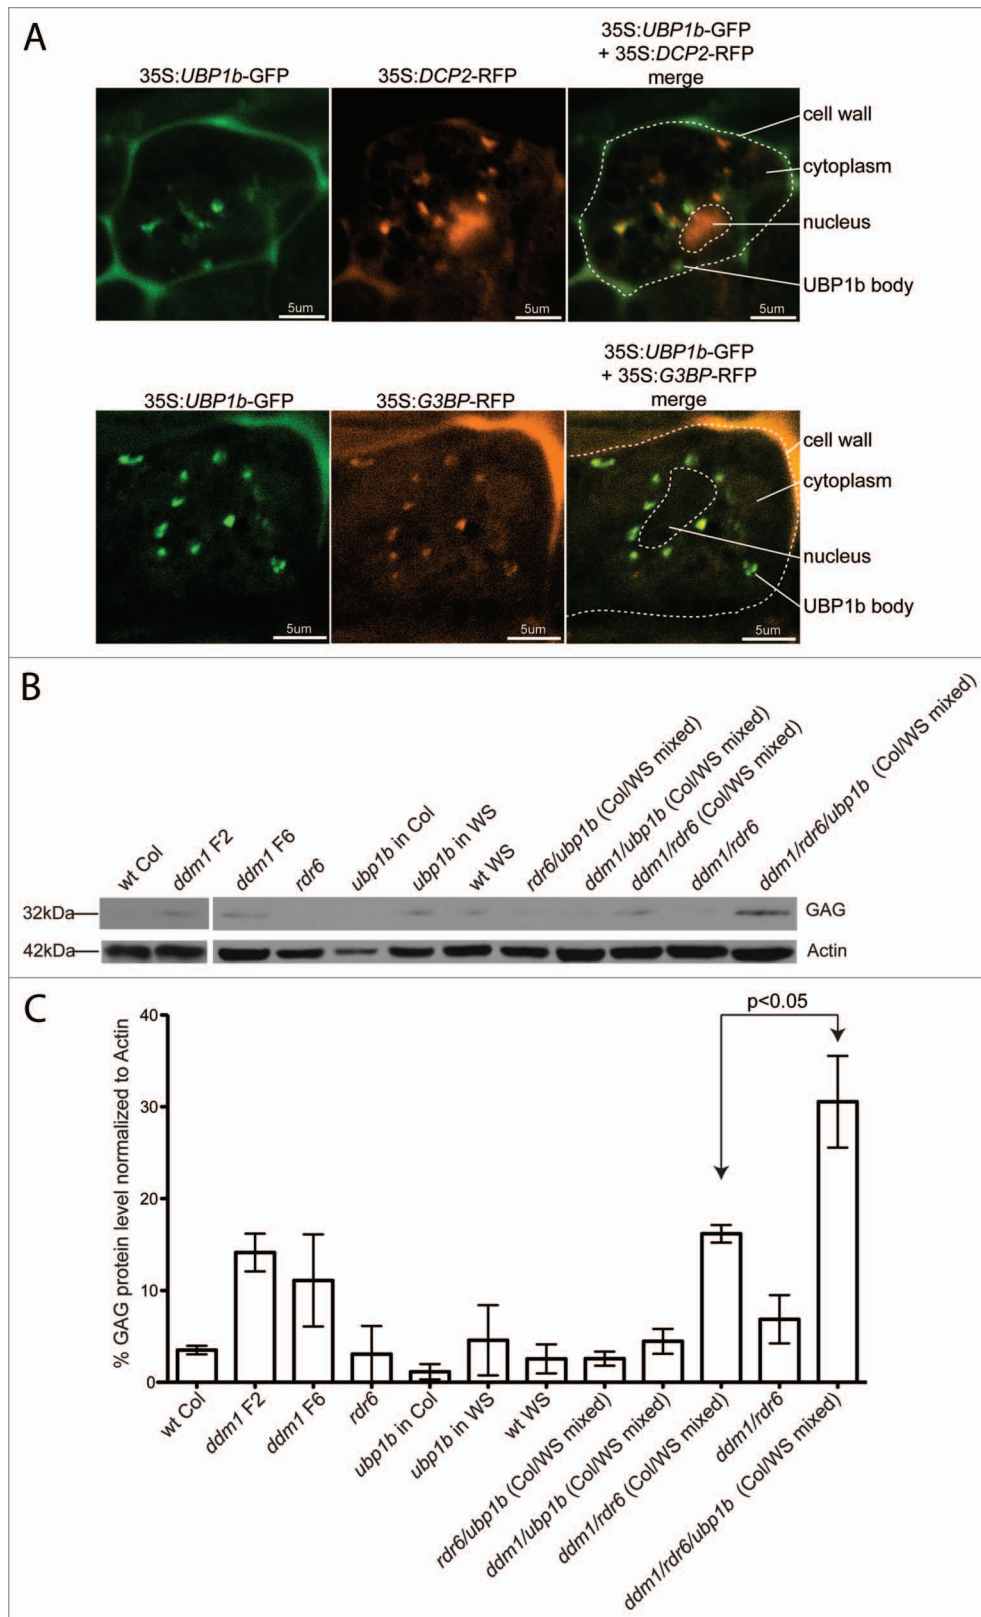 A
35S:UBP1b-GFP
35S:DCP2-RFP
35S:UBP1b-GFP
+ 35S:DCP2-RFP
merge
cell wall
cytoplasm
nucleus
UBP1b body
5um
5um
5um
35S:UBP1b-GFP
35S:G3BP-RFP
35S:UBP1b-GFP
+ 35S:G3BP-RFP
merge
cell wall
cytoplasm
nucleus
UBP1b body
5um
5um
5um
B
wt Col
ddm1 F2
ddm1 F6
rdr6
ubp1b in Col
ubp1b in WS
wt WS
rdr6/ubp1b (Col/WS mixed)
ddm1/ubp1b (Col/WS mixed)
ddm1/rdr6 (Col/WS mixed)
ddm1/rdr6
ddm1/rdr6/ubp1b (Col/WS mixed)
32kDa
GAG
42kDa
Actin
C
% GAG protein level normalized to Actin
40
30
20
10
0
p<0.05
wt Col
ddm1 F2
ddm1 F6
rdr6
ubp1b in Col
ubp1b in WS
wt WS
rdr6/ubp1b (Col/WS mixed)
ddm1/ubp1b (Col/WS mixed)
ddm1/rdr6 (Col/WS mixed)
ddm1/rdr6
ddm1/rdr6/ubp1b (Col/WS mixed)